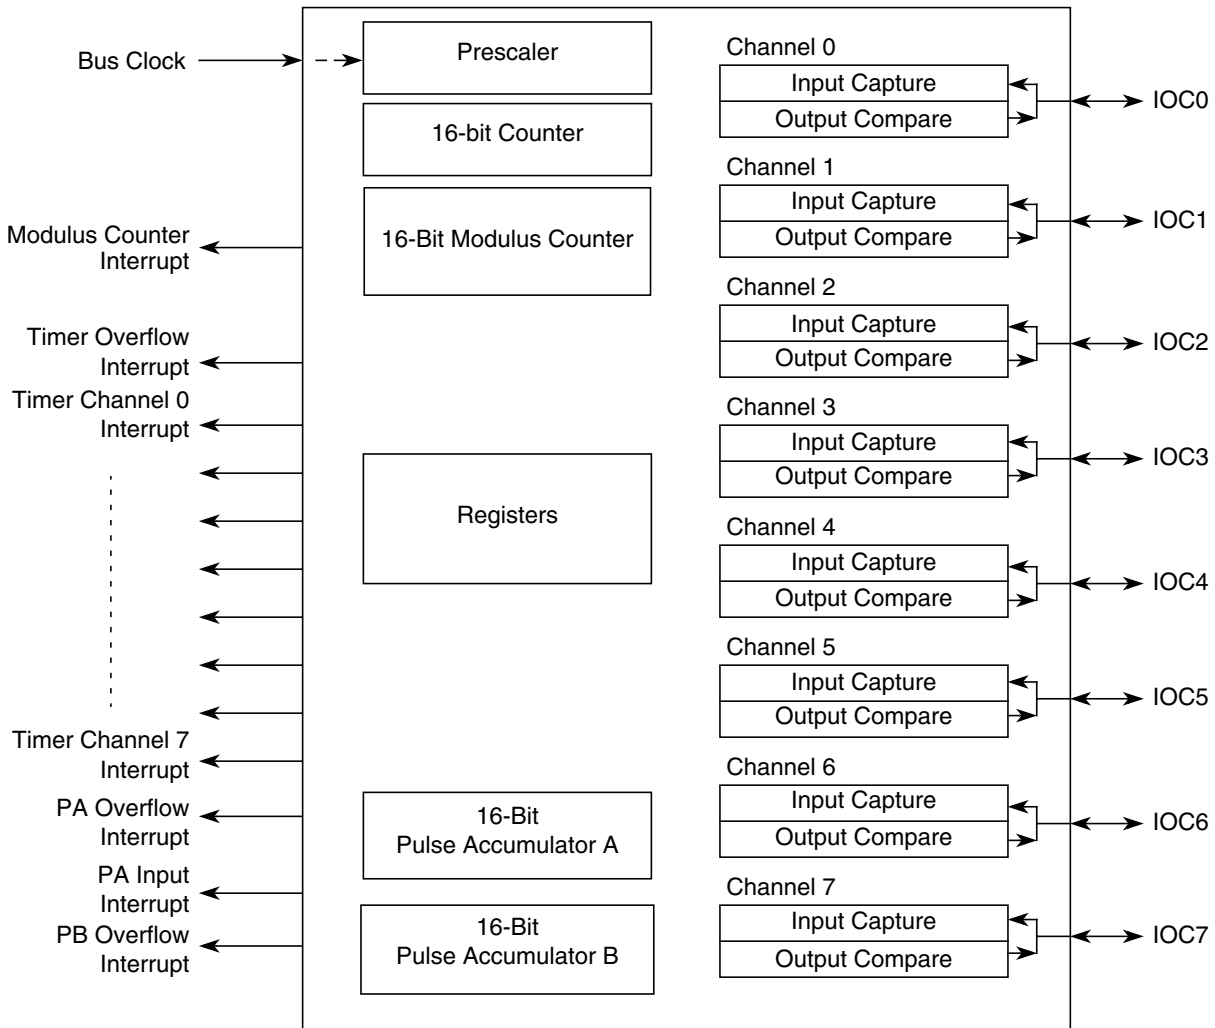 Bus Clock
Modulus Counter
Interrupt
Timer Overflow
Interrupt
Timer Channel 0
Interrupt
Timer Channel 7
Interrupt
PA Overflow
Interrupt
PA Input
Interrupt
PB Overflow
Interrupt
Prescaler
16-bit Counter
16-Bit Modulus Counter
Registers
16-Bit
Pulse Accumulator A
16-Bit
Pulse Accumulator B
Channel 0
Input Capture
Output Compare
IOC0
Channel 1
Input Capture
Output Compare
IOC1
Channel 2
Input Capture
Output Compare
IOC2
Channel 3
Input Capture
Output Compare
IOC3
Channel 4
Input Capture
Output Compare
IOC4
Channel 5
Input Capture
Output Compare
IOC5
Channel 6
Input Capture
Output Compare
IOC6
Channel 7
Input Capture
Output Compare
IOC7